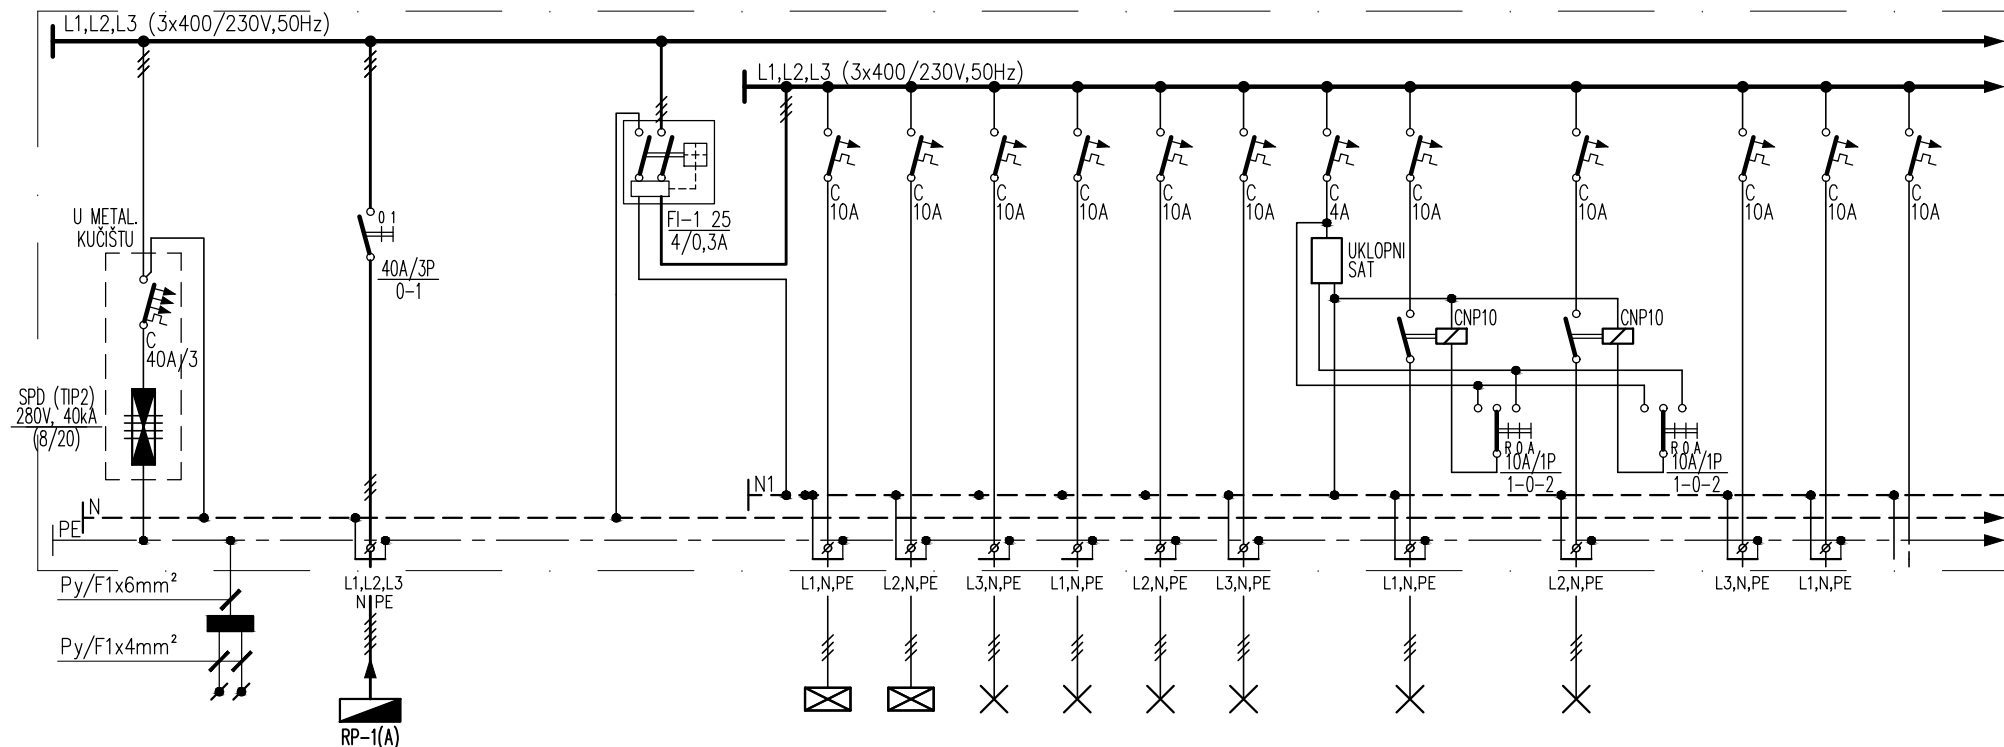 L1,L2,L3 (3x400/230V,50Hz)
L1,L2,L3 (3x400/230V,50Hz)
U METAL.
KUČIŠTU
C
40A/3
SPD (TIP2)
280V, 40kA
(8/20)
0 1
40A/3P
0-1
FI-1 25
4/0,3A
C
10A
C
10A
C
10A
C
10A
C
10A
C
10A
C
4A
C
10A
C
10A
C
10A
C
10A
C
10A
UKLOPNI
SAT
CNP10
CNP10
R 0 A
10A/1P
1-0-2
R 0 A
10A/1P
1-0-2
N1
N
PE
L1,L2,L3
N,PE
L1,N,PE
L2,N,PE
L3,N,PE
L1,N,PE
L2,N,PE
L3,N,PE
L1,N,PE
L2,N,PE
L3,N,PE
L1,N,PE
Py/F1x6mm²
Py/F1x4mm²
RP-1(A)